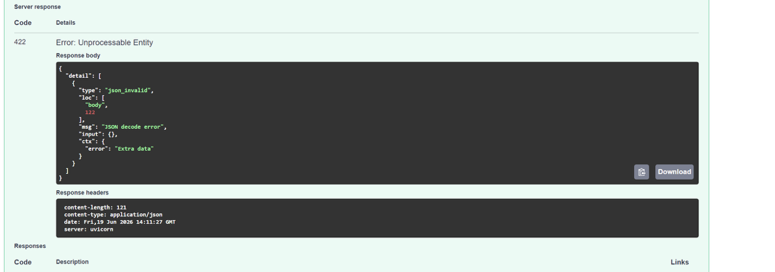 Server response
Code Details
422 Error: Unprocessable Entity
Response body
{
"detail": [
{
"type": "json_invalid",
"loc": [
"body",
122
],
"msg": "JSON decode error",
"input": {},
"ctx": {
"error": "Extra data"
}
}
]
}
Download
Response headers
content-length: 121
content-type: application/json
date: Fri,19 Jun 2026 14:11:27 GMT
server: uvicorn
Responses
Code Description Links